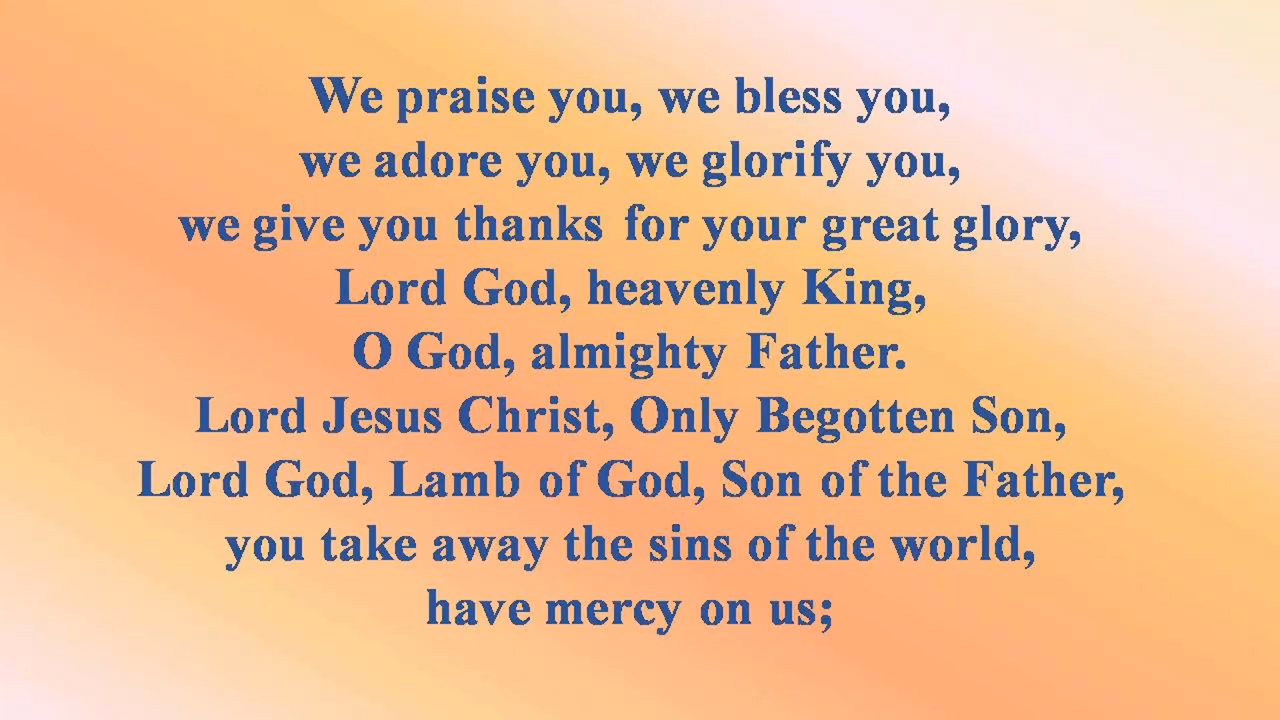 We praise you, we bless you,
we adore you, we glorify you,
we give you thanks for your great glory,
Lord God, heavenly King,
O God, almighty Father.
Lord Jesus Christ, Only Begotten Son,
Lord God, Lamb of God, Son of the Father,
you take away the sins of the world,
have mercy on us;